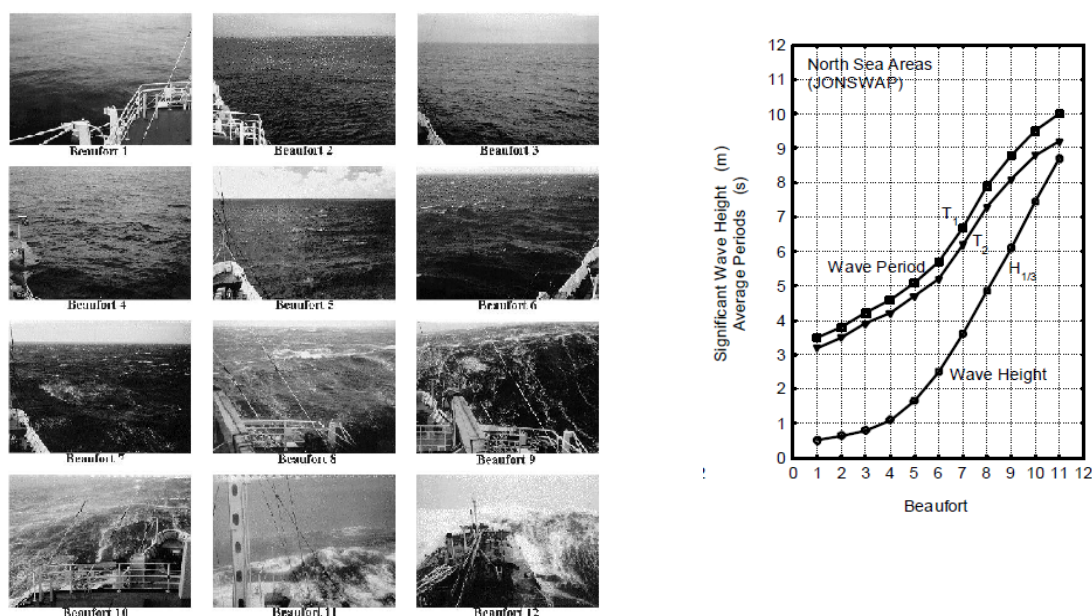 Beaufort 1
Beaufort 2
Beaufort 3
Beaufort 4
Beaufort 5
Beaufort 6
Beaufort 7
Beaufort 8
Beaufort 9
Beaufort 10
Beaufort 11
Beaufort 12
North Sea Areas
(JONSWAP)
Significant Wave Height (m)
Average Periods (s)
12
11
10
9
8
7
6
5
4
3
2
1
0
T1
T2
Wave Period
H1/3
Wave Height
0 1 2 3 4 5 6 7 8 9 10 11 12
Beaufort
2